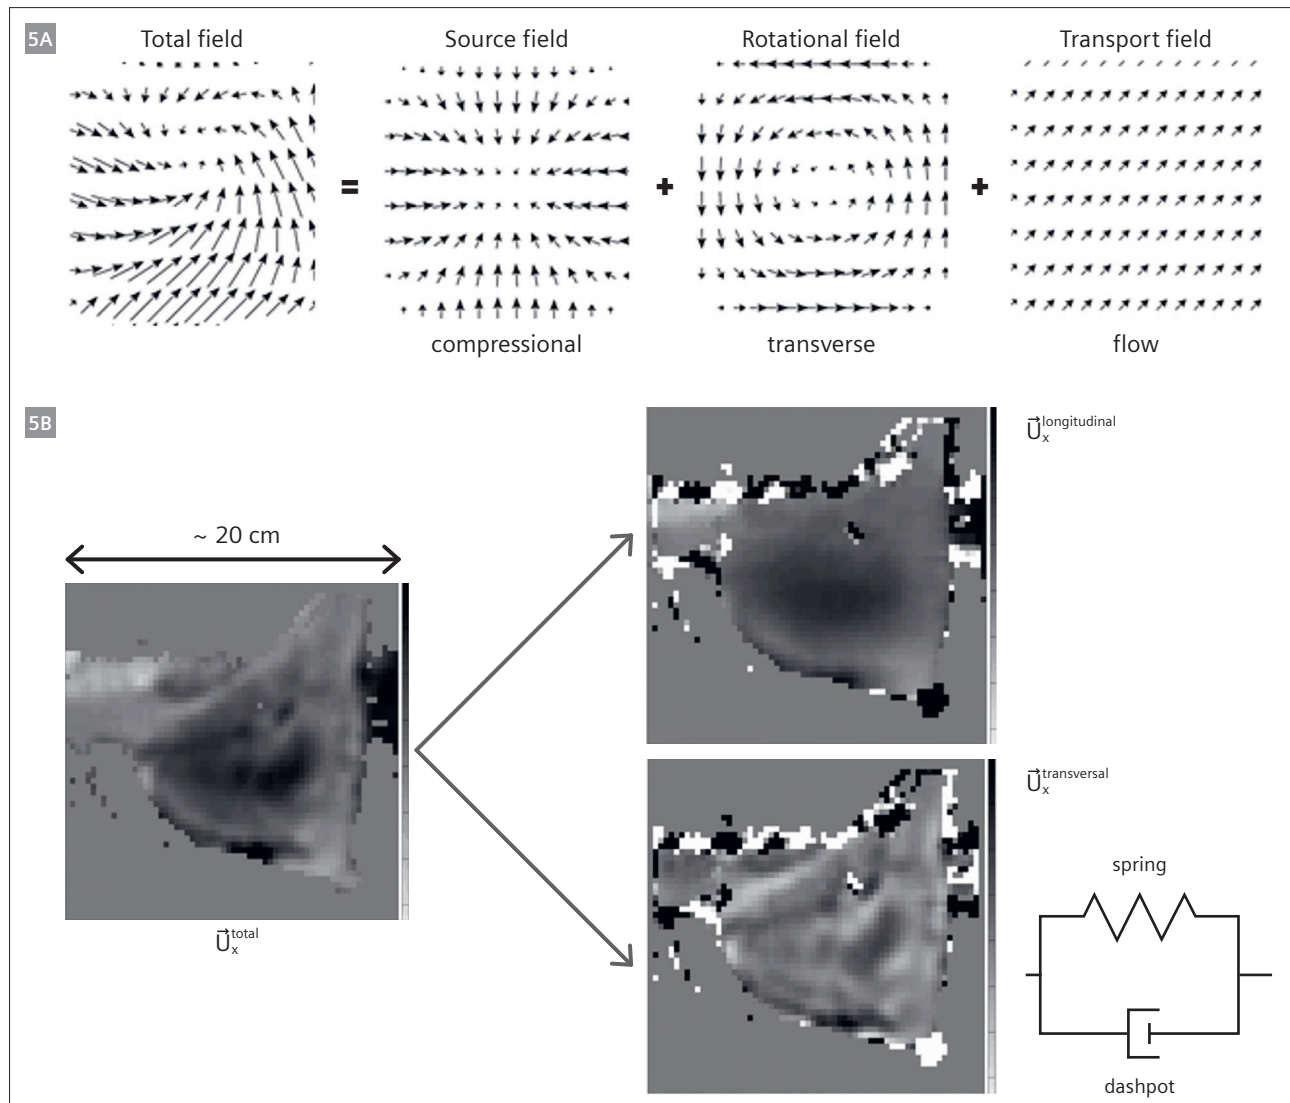 5A
Total field
Source field
Rotational field
Transport field
=
+
+
compressional
transverse
flow
5B
~ 20 cm
U⃗ₓᵗᵒᵗᵃˡ
U⃗ₓˡᵒⁿᵍⁱᵗᵘᵈⁱⁿᵃˡ
U⃗ₓᵗʳᵃⁿˢᵛᵉʳˢᵃˡ
spring
dashpot